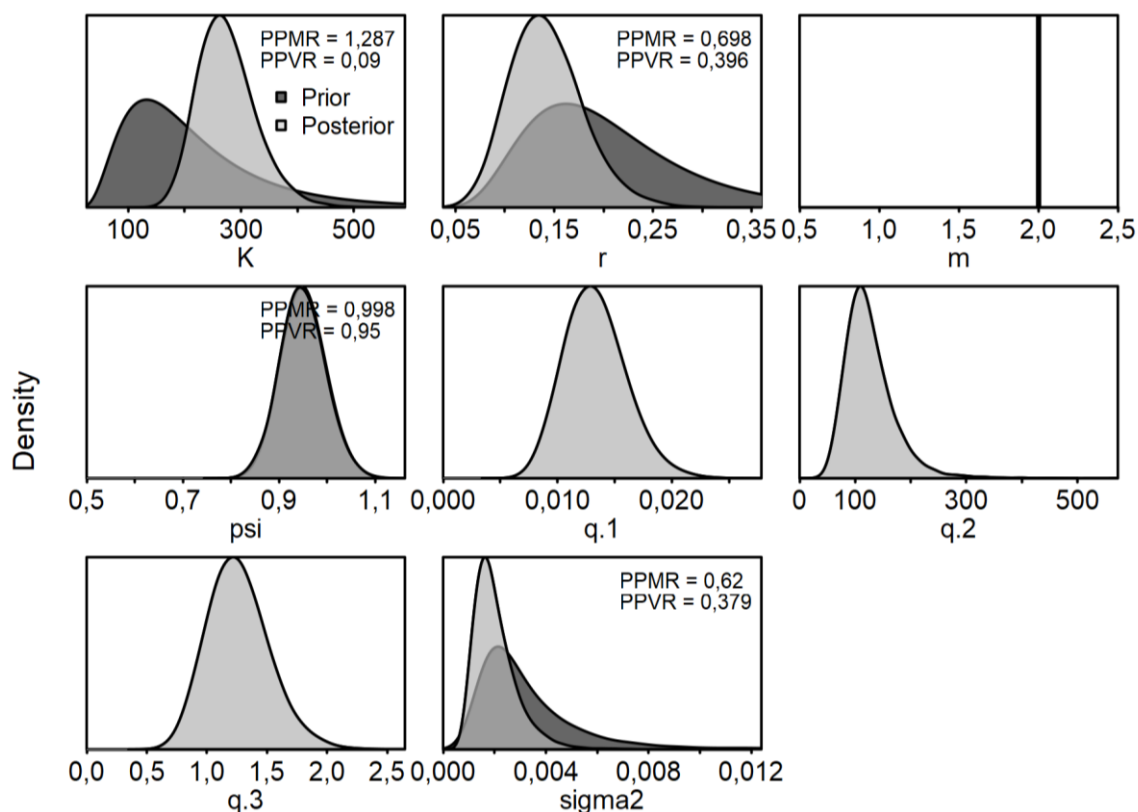 PPMR = 1,287
PPVR = 0,09
Prior
Posterior
100 300 500
K
PPMR = 0,698
PPVR = 0,396
0,05 0,15 0,25 0,35
r
0,5 1,0 1,5 2,0 2,5
m
Density
PPMR = 0,998
PPVR = 0,95
0,5 0,7 0,9 1,1
psi
0,000 0,010 0,020
q.1
0 100 300 500
q.2
0,0 0,5 1,0 1,5 2,0 2,5
q.3
PPMR = 0,62
PPVR = 0,379
0,000 0,004 0,008 0,012
sigma2